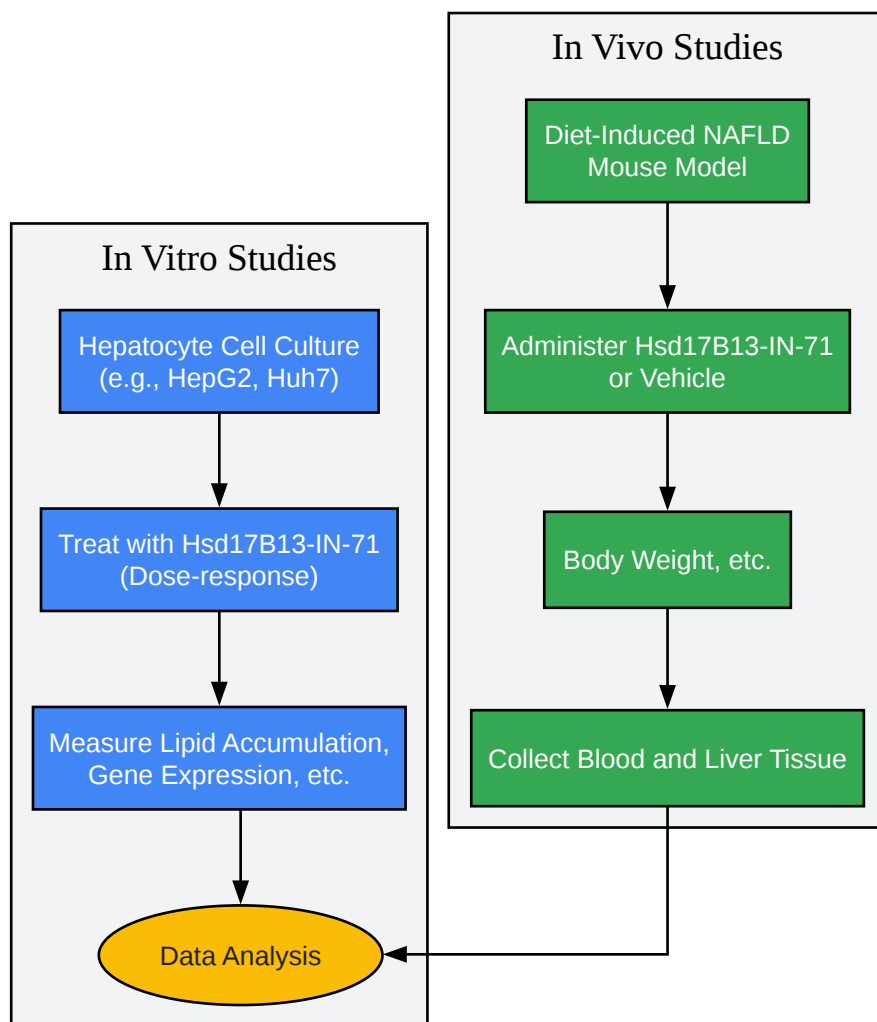 In Vitro Studies
Hepatocyte Cell Culture
(e.g., HepG2, Huh7)
Treat with Hsd17B13-IN-71
(Dose-response)
Measure Lipid Accumulation,
Gene Expression, etc.
Data Analysis
In Vivo Studies
Diet-Induced NAFLD
Mouse Model
Administer Hsd17B13-IN-71
or Vehicle
Body Weight, etc.
Collect Blood and Liver Tissue